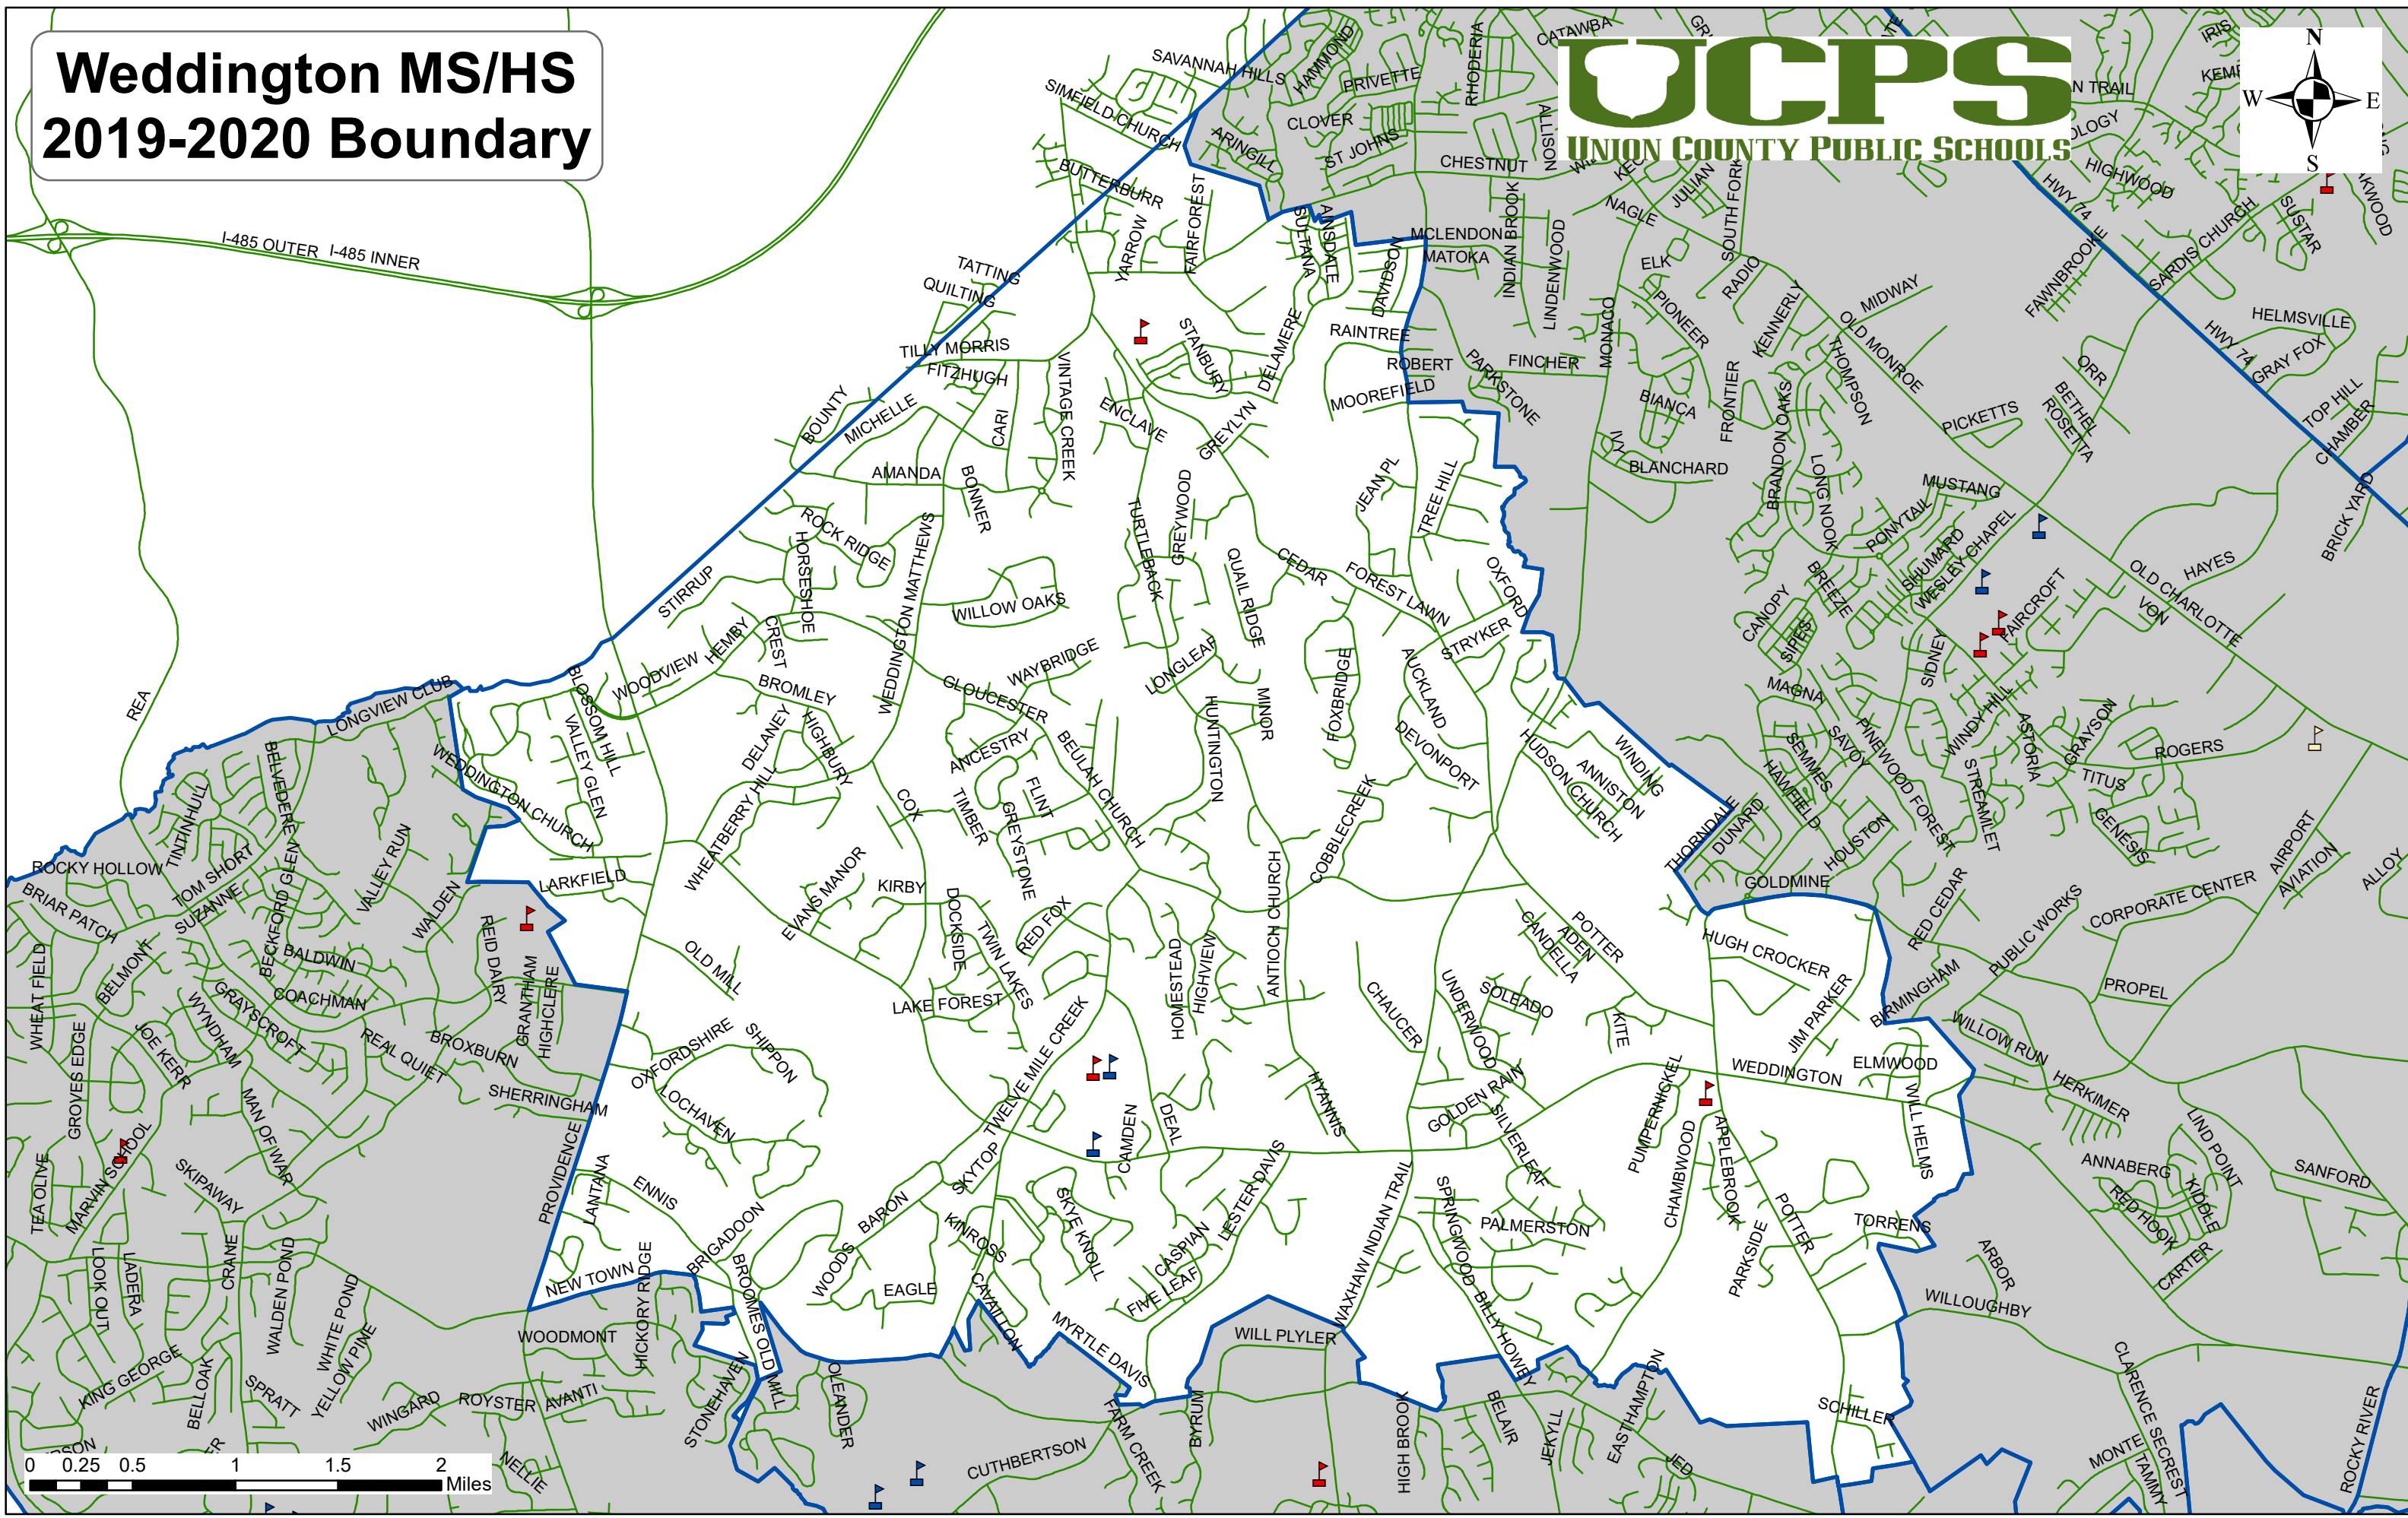 Weddington MS/HS
2019-2020 Boundary
UCPS
UNION COUNTY PUBLIC SCHOOLS
N
W
E
S
SAVANNAH HILLS
HAMMOND
PRIVETTE
RHODERIA
CATAWBA
IRIS
SIMFIELD CHURCH
CLOVER
ARINGILL
ST JOHNS
CHESTNUT
ALLISON
N TRAIL
OLOGY
HIGHWOOD
BUTTERBURR
YARROW
FAIRFOREST
SULTANA
AINSDALE
DAVIDSON
MCLENDON
MATOKA
INDIAN BROOK
LINDENWOOD
NAGLE
JULIAN
SOUTH FORK
HWY 74
SARDIS CHURCH
SUSTAR
FAWNBROOKE
I-485 OUTER
I-485 INNER
TATTING
QUILTING
ELK
RADIO
PIONEER
KENNERLY
MIDWAY
OLD MONROE
HELMSVILLE
HWY 74
GRAY FOX
TILLY MORRIS
FITZHUGH
VINTAGE CREEK
STANBURY
DELAMERE
RAINTREE
ROBERT
MOOREFIELD
PARKSTONE
FINCHER
MONACO
FRONTIER
THOMPSON
ORR
BETHEL
ROSETTA
TOP HILL
CHAMBER
BOUNTY
MICHELLE
CARI
ENCLAVE
GREYLYN
BIANCA
IVY
BLANCHARD
BRANDON OAKS
LONG NOOK
PICKETTS
MUSTANG
BRICK YARD
AMANDA
BONNER
JEAN PL
TREE HILL
ROCK RIDGE
HORSESHOE
WEDDINGTON MATTHEWS
TURTLEBACK
GREYWOOD
QUAIL RIDGE
CEDAR
FOREST LAWN
OXFORD
PONYTAIL
SHUMARD
WESLEY CHAPEL
BREEZE
CANOPY
SIPES
FAIRCROFT
OLD CHARLOTTE
HAYES
VON
STIRRUP
WILLOW OAKS
STRYKER
SIDNEY
HEMBY
CREST
WOODVIEW
BROMLEY
GLOUCESTER
WAYBRIDGE
LONGLEAF
HUNTINGTON
MINOR
FOXBRIDGE
AUCKLAND
MAGNA
WINDY HILL
ASTORIA
GRAYSON
ROGERS
REA
LONGVIEW CLUB
BLOSSOM HILL
VALLEY GLEN
DELANEY
HIGHBURY
ANCESTRY
BEULAH CHURCH
DEVONPORT
HUDSON CHURCH
ANNISTON
WINDING
SEMMES
SAVOY
HAWFIELD
PINEWOOD FOREST
STREAMLET
TITUS
GENESIS
BELVEDERE
TINTINHULL
WEDDINGTON CHURCH
WHEATBERRY HILL
COX
TIMBER
FLINT
GREYSTONE
COBBLECREEK
THORNDALE
DUNARD
HOUSTON
AIRPORT
AVIATION
ALLOY
ROCKY HOLLOW
TOM SHORT
SUZANNE
BECKFORD GLEN
VALLEY RUN
WALDEN
LARKFIELD
EVANS MANOR
KIRBY
GOLDMINE
RED CEDAR
PUBLIC WORKS
CORPORATE CENTER
BRIAR PATCH
WHEAT FIELD
BELMONT
BALDWIN
REID DAIRY
OLD MILL
DOCKSIDE
TWIN LAKES
RED FOX
HOMESTEAD
HIGHVIEW
ANTIOCH CHURCH
CANDELLA
ADEN
POTTER
HUGH CROCKER
COACHMAN
GRAYSCROFT
WYNDHAM
JOE KERR
GRANTHAM
HIGHCLERE
LAKE FOREST
CHAUCER
UNDERWOOD
SOLEADO
KITE
JIM PARKER
BIRMINGHAM
PROPEL
GROVES EDGE
REAL QUIET
BROXBURN
OXFORDSHIRE
SHIPPON
TWELVE MILE CREEK
WEDDINGTON
ELMWOOD
WILLOW RUN
HERKIMER
MAN OF WAR
SHERRINGHAM
LOCHAVEN
CAMDEN
DEAL
HYANNIS
GOLDEN RAIN
SILVERLEAF
PUMPERNICKEL
CHAMBWOOD
APPLEBROOK
WILL HELMS
LIND POINT
TEA OLIVE
MARVIN SCHOOL
SKIPAWAY
PROVIDENCE
LANTANA
ENNIS
SKYTOP
LESTER DAVIS
ANNABERG
SANFORD
BRIGADOON
BARON
KINROSS
SKYE KNOLL
CASPIAN
WAXHAW INDIAN TRAIL
SPRINGWOOD
PALMERSTON
POTTER
PARKSIDE
TORRENS
RED HOOK
KIDDLE
CARTER
LOOK OUT
LADERA
CRANE
WALDEN POND
WHITE POND
NEW TOWN
HICKORY RIDGE
BROOMES OLD MILL
WOODS
EAGLE
CAVAILLON
FIVE LEAF
ARBOR
WILLOUGHBY
KING GEORGE
BELLOAK
SPRATT
YELLOW PINE
WOODMONT
MYRTLE DAVIS
WILL PLYLER
BILLY HOWEY
WINGARD
ROYSTER
AVANTI
STONEHAVEN
OLEANDER
CUTHBERTSON
FARM CREEK
BYRUM
HIGH BROOK
BELAIR
JEKYLL
EASTHAMPTON
JED
SCHILLER
CLARENCE SECREST
MONTE
TAMMY
ROCKY RIVER
NELLIE
0 0.25 0.5 1 1.5 2
Miles